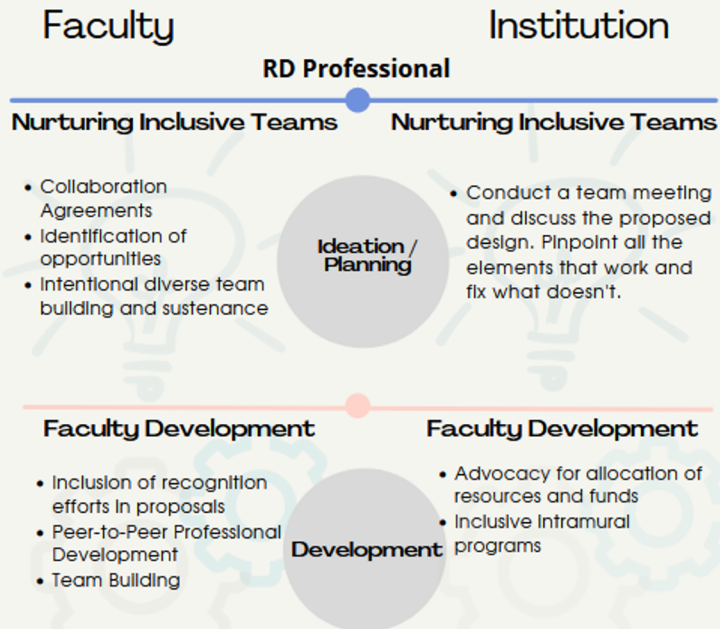 Faculty
Institution
RD Professional
Nurturing Inclusive Teams
Nurturing Inclusive Teams
• Collaboration
Agreements
• Identification of
opportunities
• Intentional diverse team
building and sustenance
Ideation /
Planning
• Conduct a team meeting
and discuss the proposed
design. Pinpoint all the
elements that work and
fix what doesn't.
Faculty Development
Faculty Development
• Inclusion of recognition
efforts in proposals
• Peer-to-Peer Professional
Development
• Team Building
Development
• Advocacy for allocation of
resources and funds
• Inclusive Intramural
programs